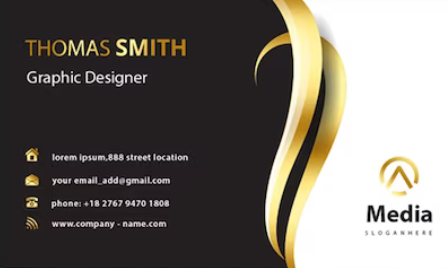 THOMAS SMITH
Graphic Designer
lorem ipsum,888 street location
your email_add@gmail.com
phone: +18 2767 9470 1808
www.company - name.com
Media
SLOGANHERE